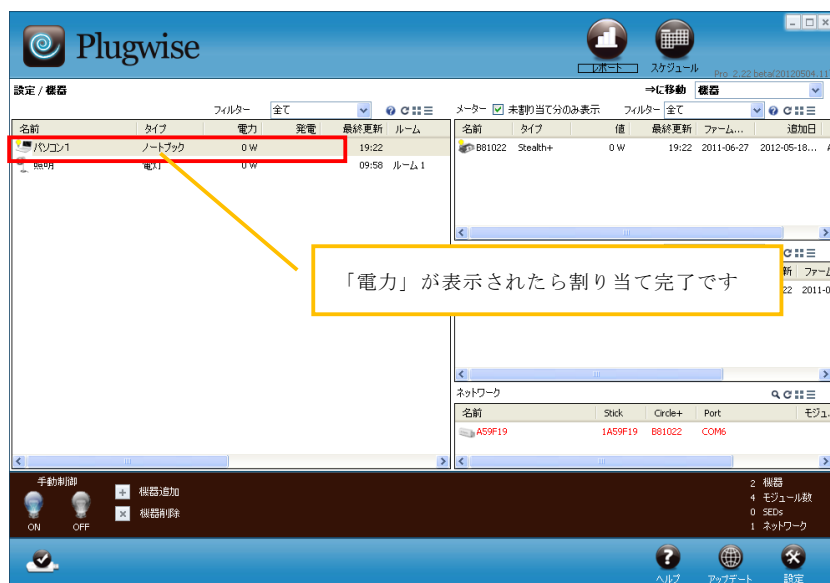 Plugwise
レポート
スケジュール
Pro 2.22 beta(20120504.11
設定 / 機器
⇒に移動 機器
フィルター 全て
メーター 未割り当て分のみ表示 フィルター 全て
名前 タイプ 電力 発電 最終更新 ルーム
パソコン1 ノートブック 0 W 19:22
照明 電灯 0 W 09:58 ルーム 1
名前 タイプ 値 最終更新 ファーム... 追加日
B81022 Stealth+ 0 W 19:22 2011-06-27 2012-05-18...
「電力」が表示されたら割り当て完了です
新 ファーム
22 2011-0
ネットワーク
名前 Stick Circle+ Port モジュ
A59F19 1A59F19 B81022 COM6
手動制御
ON OFF
機器追加
機器削除
2 機器
4 モジュール数
0 SEDs
1 ネットワーク
ヘルプ アップデート 設定